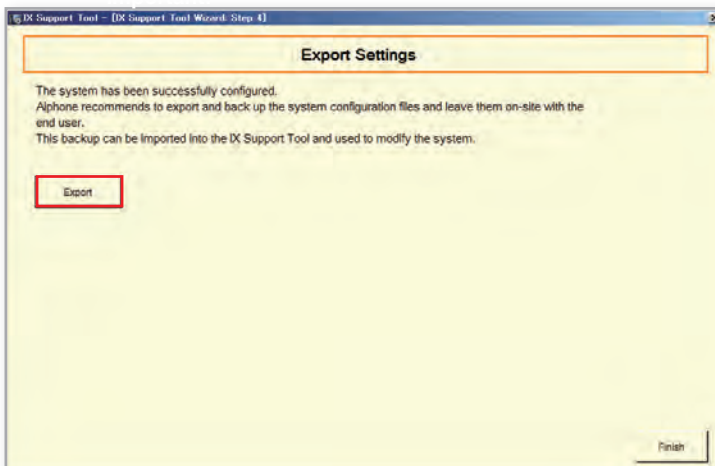 IX Support Tool - [IX Support Tool Wizard: Step 4]
Export Settings
The system has been successfully configured.
Aiphone recommends to export and back up the system configuration files and leave them on-site with the
end user.
This backup can be imported into the IX Support Tool and used to modify the system.
Export
Finish